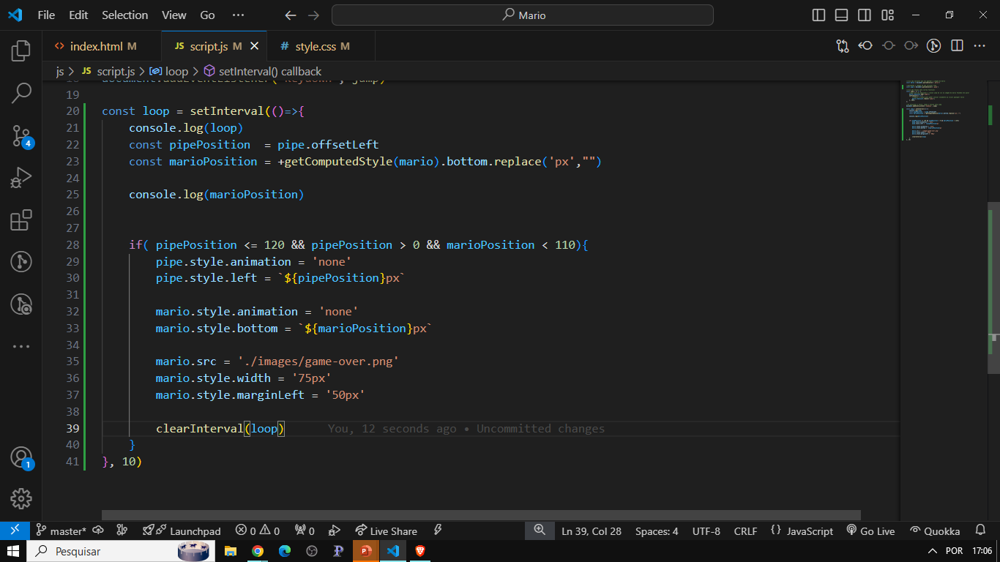 File Edit Selection View Go ··· Mario
index.html M JS script.js M # style.css M
js > JS script.js > loop > setInterval() callback
19
20 const loop = setInterval(()=>{
21 console.log(loop)
22 const pipePosition  = pipe.offsetLeft
23 const marioPosition = +getComputedStyle(mario).bottom.replace('px',"")
24
25 console.log(marioPosition)
26
27
28 if( pipePosition <= 120 && pipePosition > 0 && marioPosition < 110){
29 pipe.style.animation = 'none'
30 pipe.style.left = `${pipePosition}px`
31
32 mario.style.animation = 'none'
33 mario.style.bottom = `${marioPosition}px`
34
35 mario.src = './images/game-over.png'
36 mario.style.width = '75px'
37 mario.style.marginLeft = '50px'
38
39 clearInterval(loop) You, 12 seconds ago • Uncommitted changes
40 }
41 }, 10)
4
1
master* Launchpad 0 0 0 Live Share Ln 39, Col 28 Spaces: 4 UTF-8 CRLF {} JavaScript Go Live Quokka
Pesquisar POR 17:06